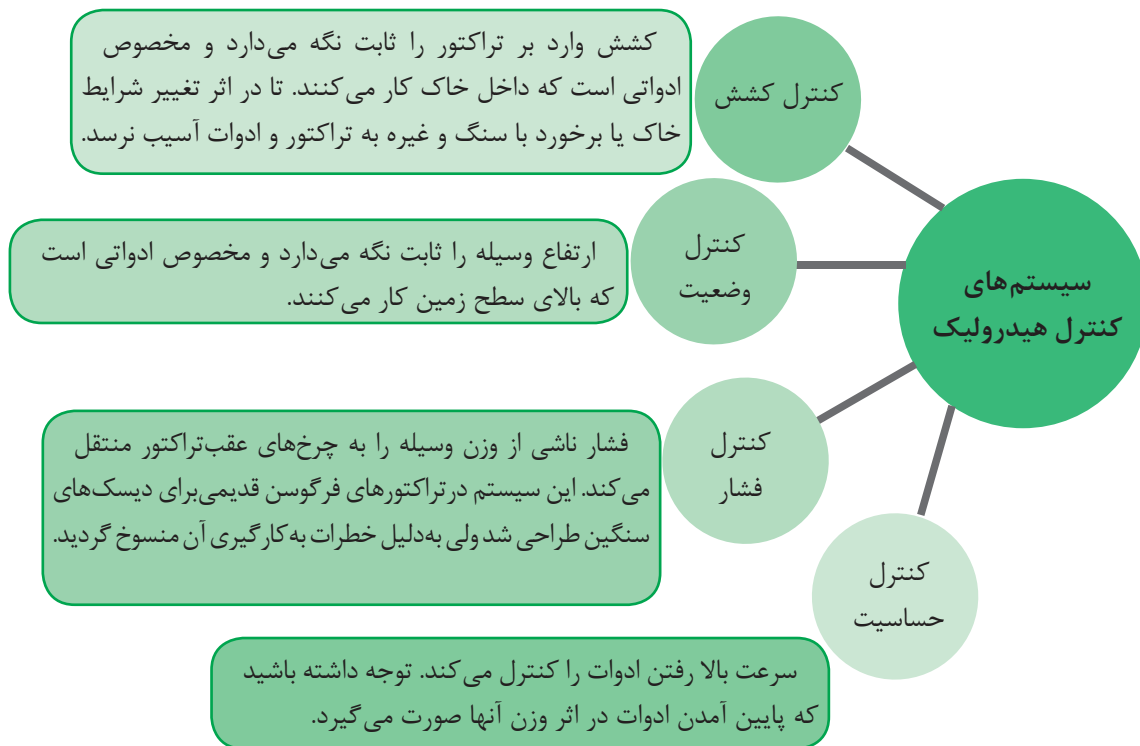 سیستم‌های
کنترل هیدرولیک
کنترل کشش
کشش وارد بر تراکتور را ثابت نگه می‌دارد و مخصوص
ادواتی است که داخل خاک کار می‌کنند. تا در اثر تغییر شرایط
خاک یا برخورد با سنگ و غیره به تراکتور و ادوات آسیب نرسد.
کنترل
وضعیت
ارتفاع وسیله را ثابت نگه می‌دارد و مخصوص ادواتی است
که بالای سطح زمین کار می‌کنند.
کنترل
فشار
فشار ناشی از وزن وسیله را به چرخ‌های عقب‌تراکتور منتقل
می‌کند. این سیستم درتراکتورهای فرگوسن قدیمی‌برای دیسک‌های
سنگین طراحی شد ولی به‌دلیل خطرات به‌کارگیری آن منسوخ گردید.
کنترل
حساسیت
سرعت بالا رفتن ادوات را کنترل می‌کند. توجه داشته باشید
که پایین آمدن ادوات در اثر وزن آنها صورت می‌گیرد.